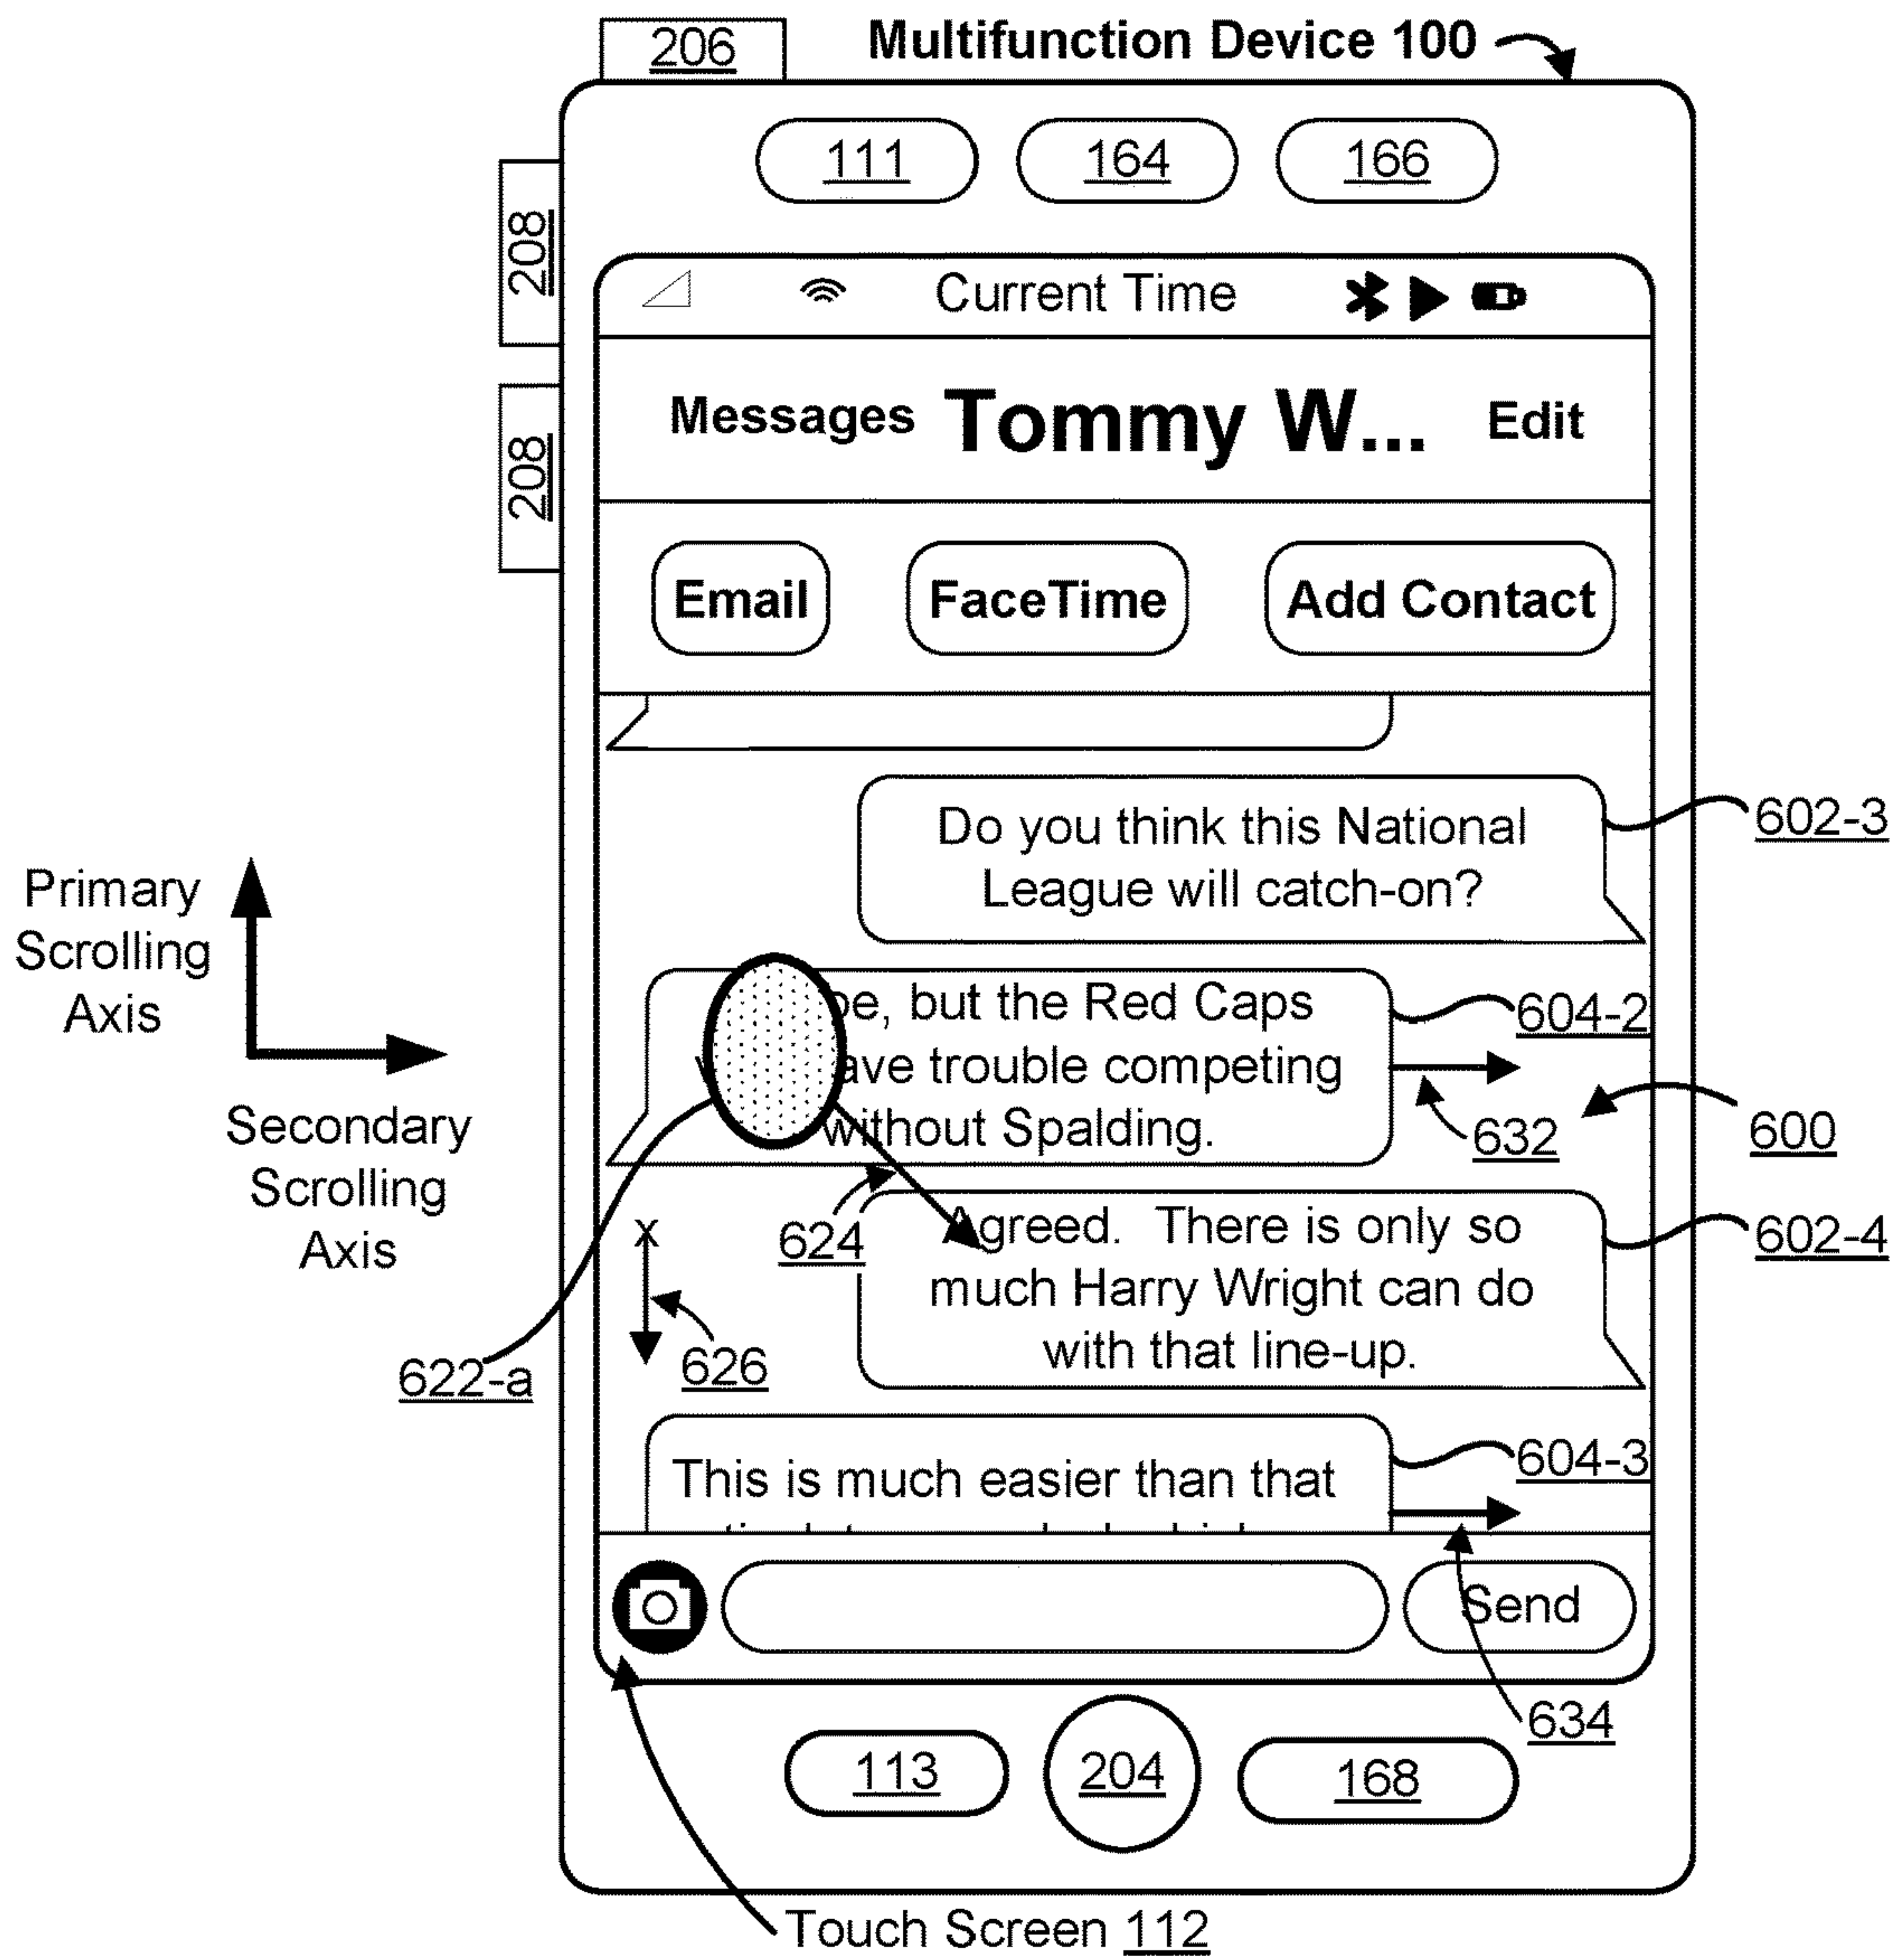 206
Multifunction Device 100
111
164
166
208
208
Current Time
Messages
Tommy W...
Edit
Email
FaceTime
Add Contact
Do you think this National
League will catch-on?
602-3
Primary
Scrolling
Axis
Secondary
Scrolling
Axis
but the Red Caps
trouble competing
without Spalding.
604-2
632
600
624
Agreed. There is only so
much Harry Wright can do
with that line-up.
602-4
x
626
622-a
This is much easier than that
604-3
Send
634
113
204
168
Touch Screen 112